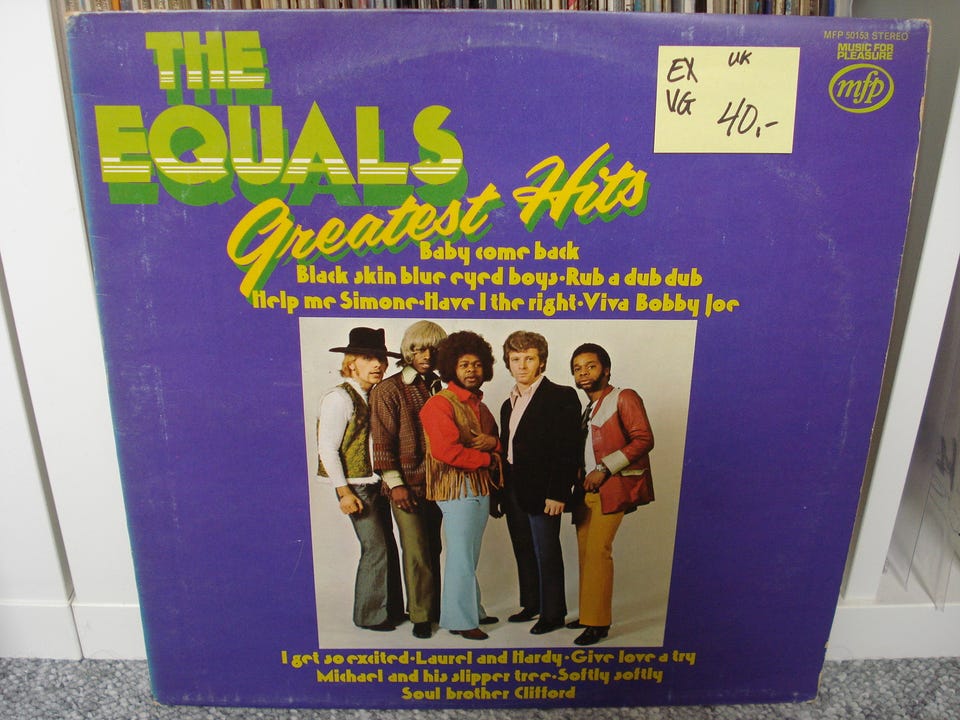 THE
EQUALS
Greatest Hits
MFP 50153 STEREO
MUSIC FOR
PLEASURE
mfp
EX UK
VG 40,-
Baby come back
Black skin blue eyed boys•Rub a dub dub
Help me Simone•Have I the right•Viva Bobby Joe
I get so excited•Laurel and Hardy•Give love a try
Michael and his slipper tree•Softly softly
Soul brother Clifford